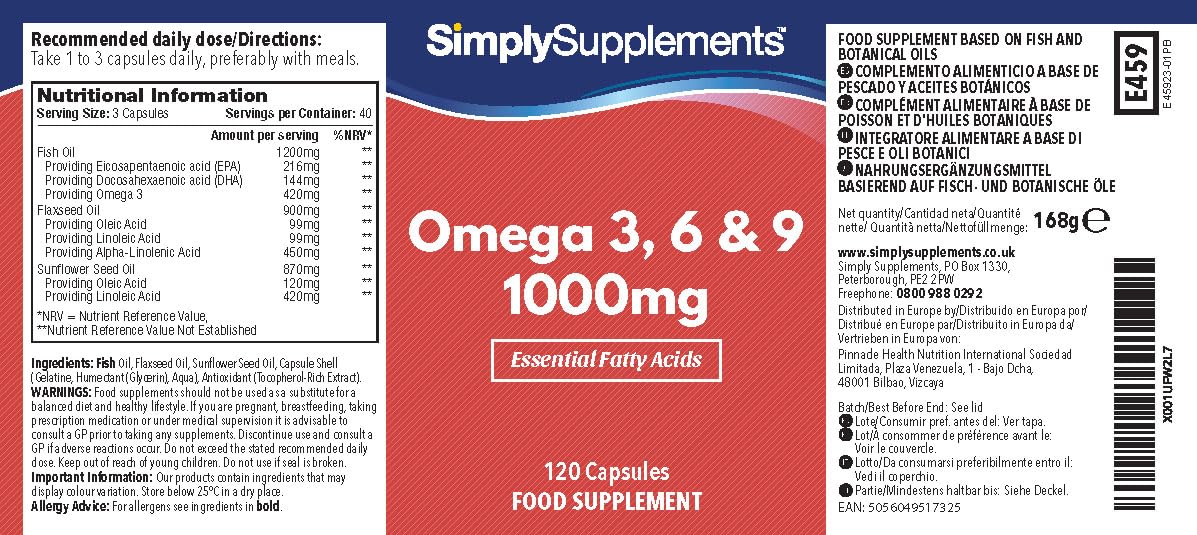 Recommended daily dose/Directions:
Take 1 to 3 capsules daily, preferably with meals.
Nutritional Information
Serving Size: 3 Capsules Servings per Container: 40
Amount per serving %NRV*
Fish Oil 1200mg **
Providing Eicosapentaenoic acid (EPA) 216mg **
Providing Docosahexaenoic acid (DHA) 144mg **
Providing Omega 3 420mg **
Flaxseed Oil 900mg **
Providing Oleic Acid 99mg **
Providing Linoleic Acid 99mg **
Providing Alpha-Linolenic Acid 450mg **
Sunflower Seed Oil 870mg **
Providing Oleic Acid 120mg **
Providing Linoleic Acid 420mg **
*NRV = Nutrient Reference Value,
**Nutrient Reference Value Not Established
Ingredients: Fish Oil, Flaxseed Oil, Sunflower Seed Oil, Capsule Shell
(Gelatine, Humectant (Glycerin), Aqua), Antioxidant (Tocopherol-Rich Extract).
WARNINGS: Food supplements should not be used as a substitute for a
balanced diet and healthy lifestyle. If you are pregnant, breastfeeding, taking
prescription medication or under medical supervision it is advisable to
consult a GP prior to taking any supplements. Discontinue use and consult a
GP if adverse reactions occur. Do not exceed the stated recommended daily
dose. Keep out of reach of young children. Do not use if seal is broken.
Important Information: Our products contain ingredients that may
display colour variation. Store below 25°C in a dry place.
Allergy Advice: For allergens see ingredients in bold.
SimplySupplements™
Omega 3, 6 & 9
1000mg
Essential Fatty Acids
120 Capsules
FOOD SUPPLEMENT
FOOD SUPPLEMENT BASED ON FISH AND
BOTANICAL OILS
COMPLEMENTO ALIMENTICIO A BASE DE
PESCADO Y ACEITES BOTÁNICOS
COMPLÉMENT ALIMENTAIRE À BASE DE
POISSON ET D'HUILES BOTANIQUES
IT INTEGRATORE ALIMENTARE A BASE DI
PESCE E OLI BOTANICI
NAHRUNGSERGÄNZUNGSMITTEL
BASIEREND AUF FISCH- UND BOTANISCHE ÖLE
Net quantity/Cantidad neta/Quantité
nette/ Quantità netta/Nettofüllmenge: 168g ℮
www.simplysupplements.co.uk
Simply Supplements, PO Box 1330,
Peterborough, PE2 2PW
Freephone: 0800 988 0292
Distributed in Europe by/Distribuido en Europa por/
Distribué en Europe par/Distribuito in Europa da/
Vertrieben in Europa von:
Pinnacle Health Nutrition International Sociedad
Limitada, Plaza Venezuela, 1 - Bajo Dcha,
48001 Bilbao, Vizcaya
Batch/Best Before End: See lid
Lote/Consumir pref. antes del: Ver tapa.
Lot/À consommer de préférence avant le:
Voir le couvercle.
IT Lotto/Da consumarsi preferibilmente entro il:
Vedi il coperchio.
Partie/Mindestens haltbar bis: Siehe Deckel.
EAN: 5056049517325
E459
E 45923-01 PB
X001UFW2L7